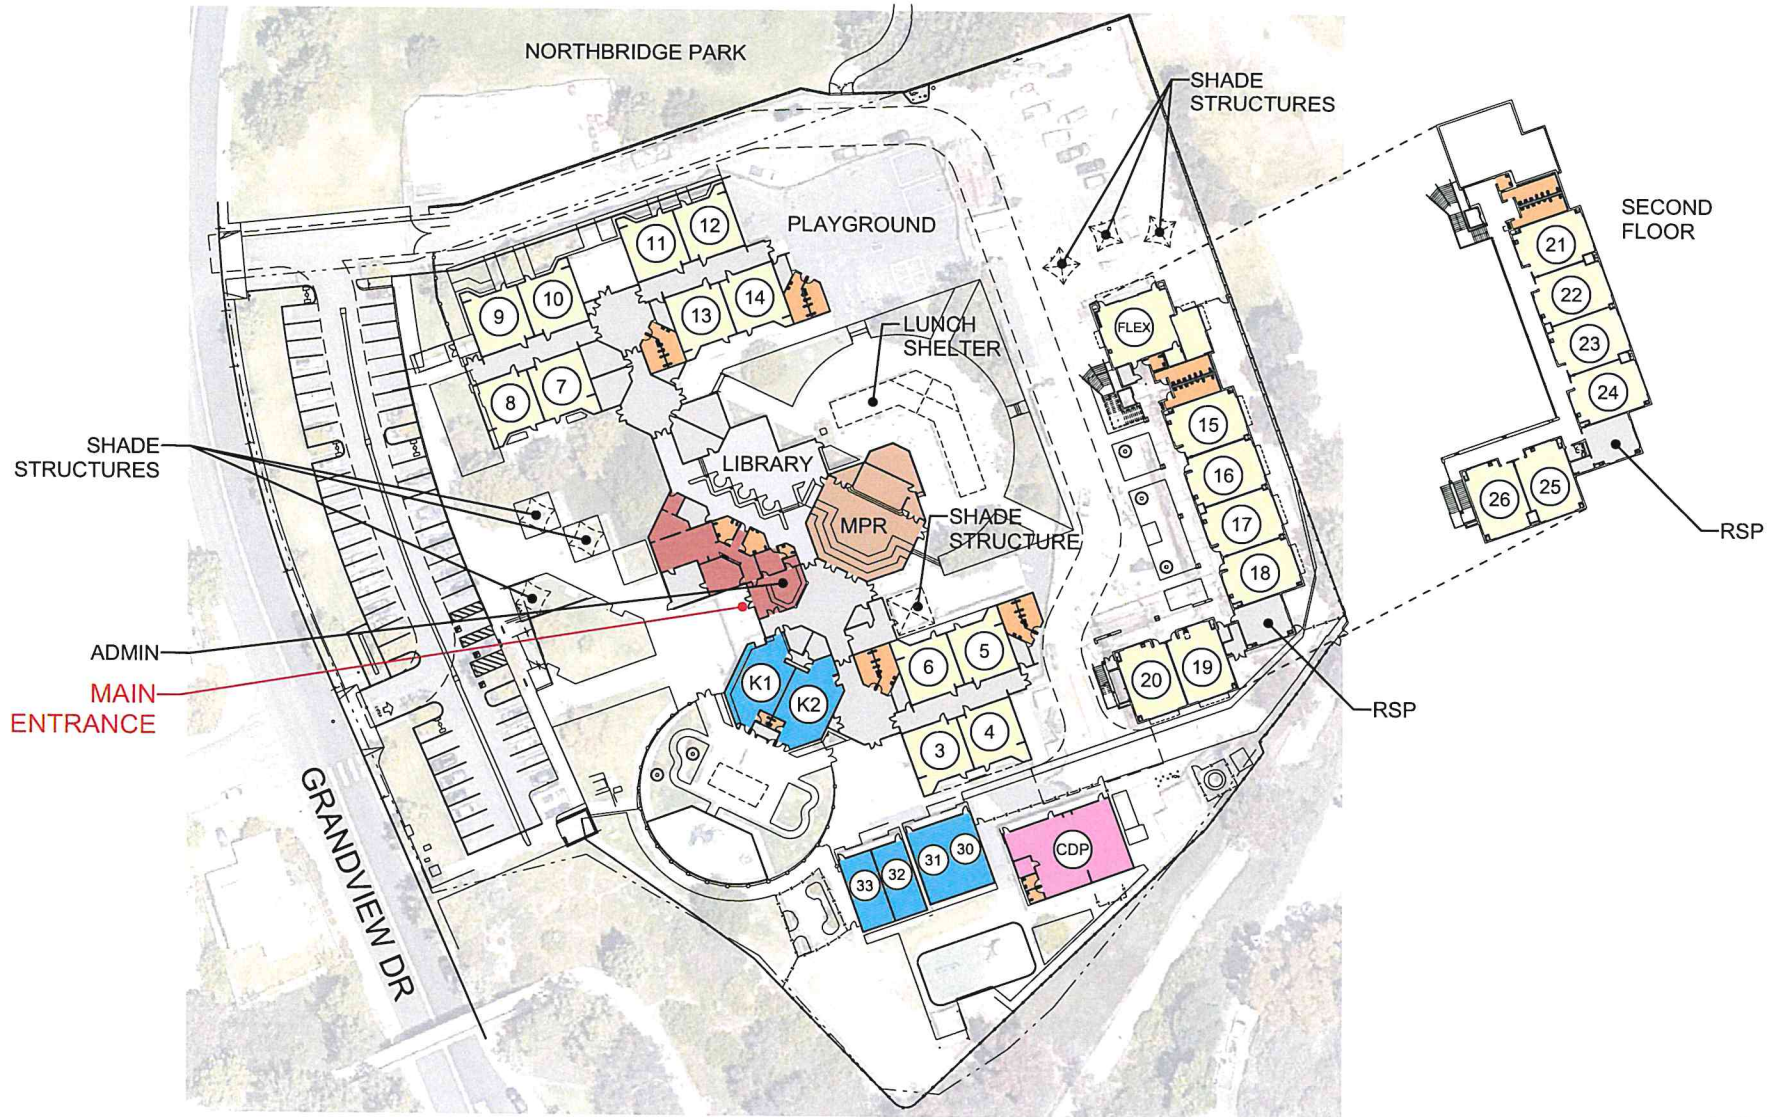 NORTHBRIDGE PARK
SHADE
STRUCTURES
SECOND
FLOOR
PLAYGROUND
12
11
10
9
14
13
8
7
LUNCH
SHELTER
FLEX
21
22
23
24
25
26
RSP
15
16
17
18
19
20
RSP
SHADE
STRUCTURES
LIBRARY
MPR
SHADE
STRUCTURE
ADMIN
MAIN
ENTRANCE
K1
K2
6
5
3
4
33
32
31
30
CDP
GRANDVIEW DR